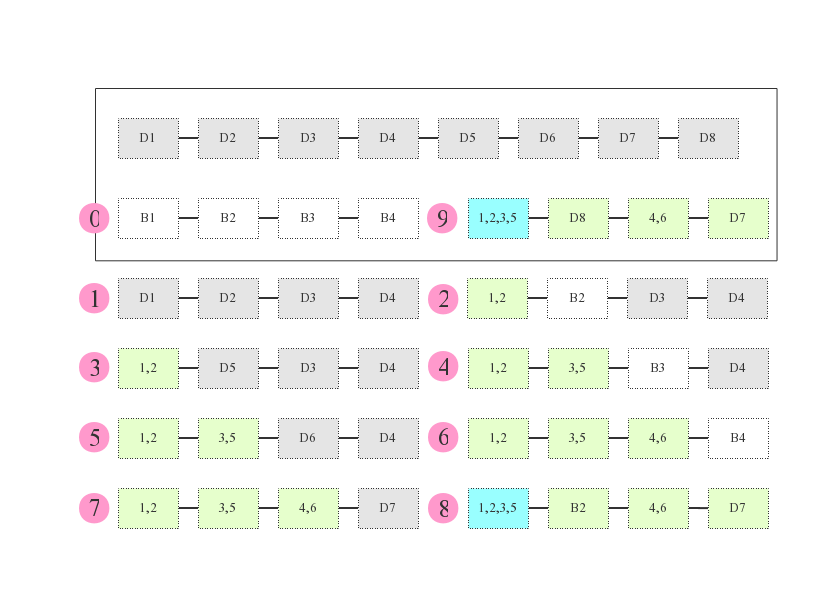 D1 D2 D3 D4 D5 D6 D7 D8
0 B1 B2 B3 B4 9 1,2,3,5 D8 4,6 D7
1 D1 D2 D3 D4 2 1,2 B2 D3 D4
3 1,2 D5 D3 D4 4 1,2 3,5 B3 D4
5 1,2 3,5 D6 D4 6 1,2 3,5 4,6 B4
7 1,2 3,5 4,6 D7 8 1,2,3,5 B2 4,6 D7